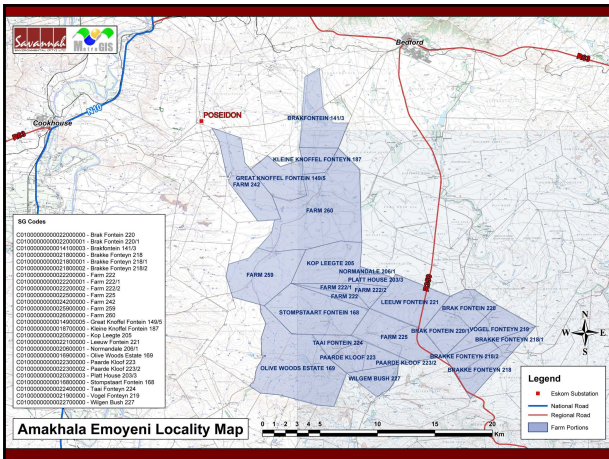 Savannah
MetroGIS
Bedford
R63
POSEIDON
N10
Cookhouse
R63
BRAKFONTEIN 141/3
KLEINE KNOFFEL FONTEYN 187
GREAT KNOFFEL FONTEIN 149/5
FARM 242
FARM 260
KOP LEEGTE 205
FARM 259
NORMANDALE 206/1
PLATT HOUSE 203/3
FARM 222/1
FARM 222/2
FARM 222
LEEUW FONTEIN 221
BRAK FONTEIN 220
STOMPSTAART FONTEIN 168
BRAK FONTEIN 220/1
VOGEL FONTEYN 219
FARM 225
BRAKKE FONTEYN 218/1
TAAI FONTEIN 224
PAARDE KLOOF 223
PAARDE KLOOF 223/2
BRAKKE FONTEYN 218/2
OLIVE WOODS ESTATE 169
BRAKKE FONTEYN 218
WILGEM BUSH 227
SG Codes
C01000000000022000000 - Brak Fontein 220
C01000000000022000001 - Brak Fontein 220/1
C01000000000014100003 - Brakfontein 141/3
C01000000000021800000 - Brakke Fonteyn 218
C01000000000021800001 - Brakke Fonteyn 218/1
C01000000000021800002 - Brakke Fonteyn 218/2
C01000000000022200000 - Farm 222
C01000000000022200001 - Farm 222/1
C01000000000022200002 - Farm 222/2
C01000000000022500000 - Farm 225
C01000000000024200000 - Farm 242
C01000000000025900000 - Farm 259
C01000000000026000000 - Farm 260
C01000000000014900005 - Great Knoffel Fontein 149/5
C01000000000018700000 - Kleine Knoffel Fontein 187
C01000000000020500000 - Kop Leegte 205
C01000000000022100000 - Leeuw Fontein 221
C01000000000020600001 - Normandale 206/1
C01000000000016900000 - Olive Woods Estate 169
C01000000000022300000 - Paarde Kloof 223
C01000000000022300002 - Paarde Kloof 223/2
C01000000000020300003 - Platt House 203/3
C01000000000016800000 - Stompstaart Fontein 168
C01000000000022400000 - Taai Fonteyn 224
C01000000000021900000 - Vogel Fonteyn 219
C01000000000022700000 - Wilgen Bush 227
N
W E
S
Legend
Eskom Substation
National Road
Regional Road
Farm Portions
Amakhala Emoyeni Locality Map
0 1 2 3 4 5 10 15 20
Km